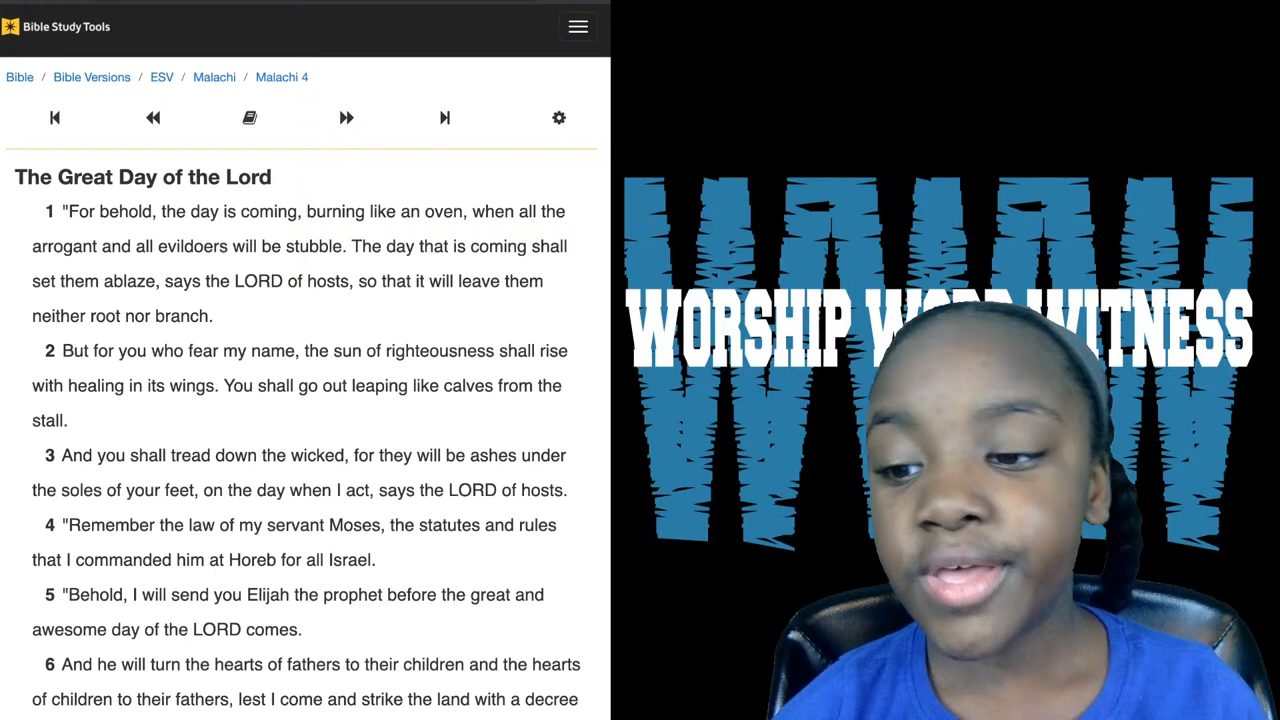 Bible Study Tools
Bible / Bible Versions / ESV / Malachi / Malachi 4
The Great Day of the Lord
1 "For behold, the day is coming, burning like an oven, when all the
arrogant and all evildoers will be stubble. The day that is coming shall
set them ablaze, says the LORD of hosts, so that it will leave them
neither root nor branch.
2 But for you who fear my name, the sun of righteousness shall rise
with healing in its wings. You shall go out leaping like calves from the
stall.
3 And you shall tread down the wicked, for they will be ashes under
the soles of your feet, on the day when I act, says the LORD of hosts.
4 "Remember the law of my servant Moses, the statutes and rules
that I commanded him at Horeb for all Israel.
5 "Behold, I will send you Elijah the prophet before the great and
awesome day of the LORD comes.
6 And he will turn the hearts of fathers to their children and the hearts
of children to their fathers, lest I come and strike the land with a decree
WWW
WORSHIP WORD WITNESS